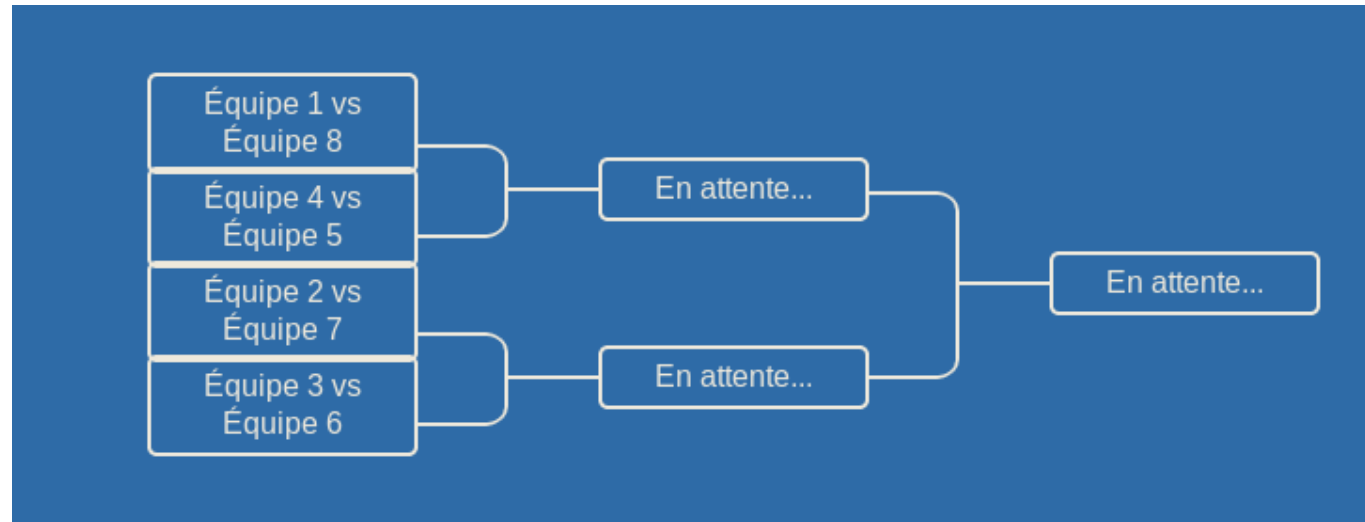 Équipe 1 vs
Équipe 8
Équipe 4 vs
Équipe 5
Équipe 2 vs
Équipe 7
Équipe 3 vs
Équipe 6
En attente...
En attente...
En attente...